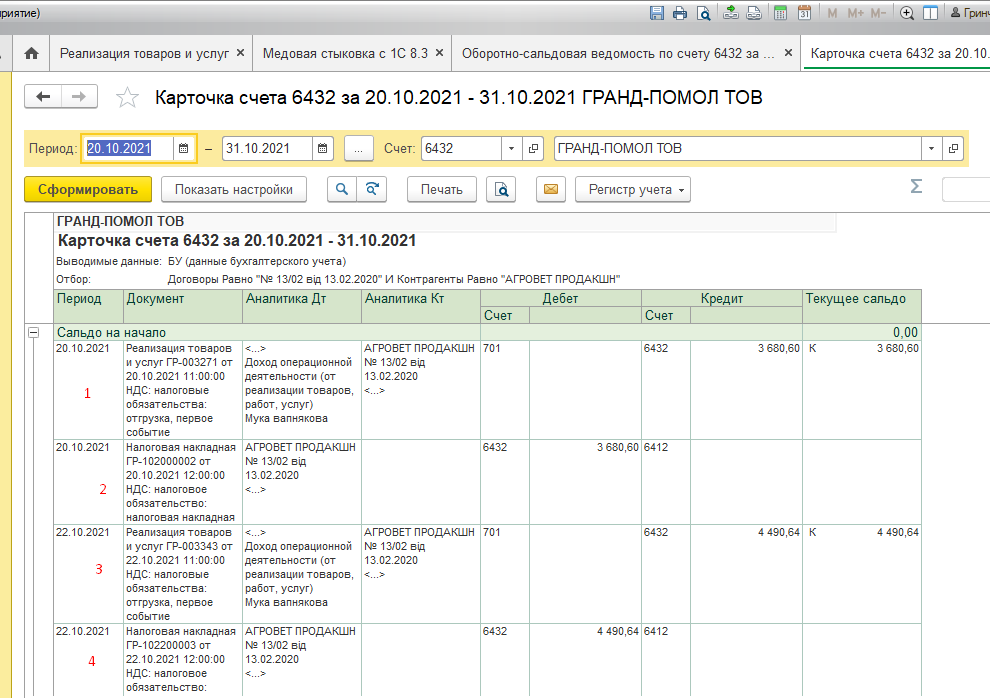 риятие)
M M+ M-
Гринч
Реализация товаров и услуг ×
Медовая стыковка с 1С 8.3 ×
Оборотно-сальдовая ведомость по счету 6432 за ... ×
Карточка счета 6432 за 20.10.
Карточка счета 6432 за 20.10.2021 - 31.10.2021 ГРАНД-ПОМОЛ ТОВ
Период: 20.10.2021 – 31.10.2021 ... Счет: 6432 ГРАНД-ПОМОЛ ТОВ
Сформировать Показать настройки Печать Регистр учета Σ
ГРАНД-ПОМОЛ ТОВ
Карточка счета 6432 за 20.10.2021 - 31.10.2021
Выводимые данные: БУ (данные бухгалтерского учета)
Отбор: Договоры Равно "№ 13/02 від 13.02.2020" И Контрагенты Равно "АГРОВЕТ ПРОДАКШН"
Период Документ Аналитика Дт Аналитика Кт Дебет Кредит Текущее сальдо
Счет Счет
Сальдо на начало 0,00
20.10.2021 Реализация товаров <...> АГРОВЕТ ПРОДАКШН 701 6432 3 680,60 К 3 680,60
и услуг ГР-003271 от Доход операционной № 13/02 від
20.10.2021 11:00:00 деятельности (от 13.02.2020
1 НДС: налоговые реализации товаров, <...>
обязательства: работ, услуг)
отгрузка, первое Мука вапнякова
событие
20.10.2021 Налоговая накладная АГРОВЕТ ПРОДАКШН 6432 3 680,60 6412
ГР-102000002 от № 13/02 від
20.10.2021 12:00:00 13.02.2020
2 НДС: налоговое <...>
обязательство:
налоговая накладная
22.10.2021 Реализация товаров <...> АГРОВЕТ ПРОДАКШН 701 6432 4 490,64 К 4 490,64
и услуг ГР-003343 от Доход операционной № 13/02 від
22.10.2021 11:00:00 деятельности (от 13.02.2020
3 НДС: налоговые реализации товаров, <...>
обязательства: работ, услуг)
отгрузка, первое Мука вапнякова
событие
22.10.2021 Налоговая накладная АГРОВЕТ ПРОДАКШН 6432 4 490,64 6412
ГР-102200003 от № 13/02 від
4 22.10.2021 12:00:00 13.02.2020
НДС: налоговое <...>
обязательство: